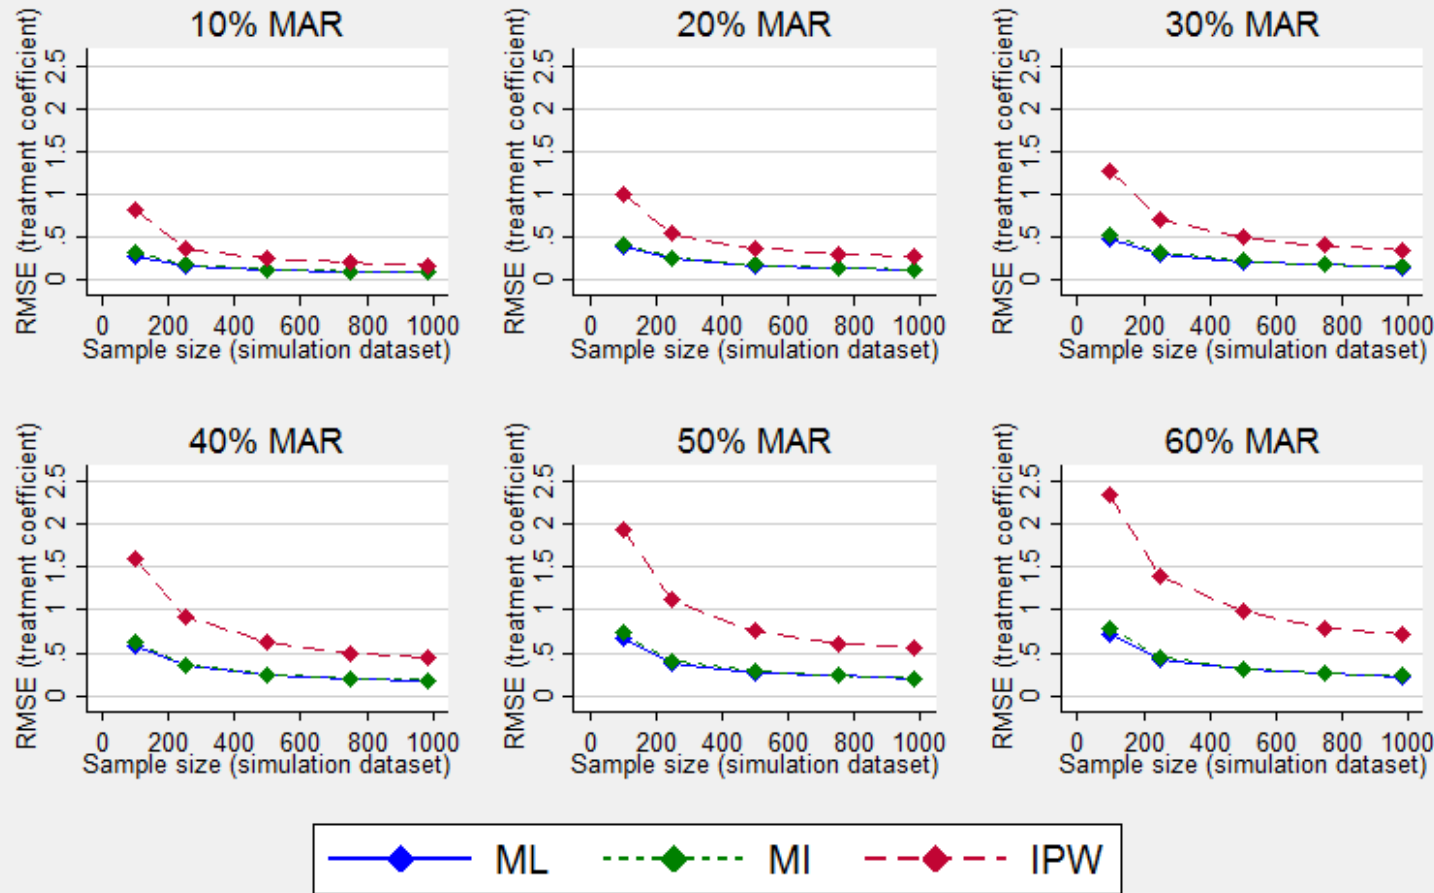 10% MAR
20% MAR
30% MAR
RMSE (treatment coefficient)
2.5
2
1.5
1
.5
0
0 200 400 600 800 1000
Sample size (simulation dataset)
RMSE (treatment coefficient)
2.5
2
1.5
1
.5
0
0 200 400 600 800 1000
Sample size (simulation dataset)
RMSE (treatment coefficient)
2.5
2
1.5
1
.5
0
0 200 400 600 800 1000
Sample size (simulation dataset)
40% MAR
50% MAR
60% MAR
RMSE (treatment coefficient)
2.5
2
1.5
1
.5
0
0 200 400 600 800 1000
Sample size (simulation dataset)
RMSE (treatment coefficient)
2.5
2
1.5
1
.5
0
0 200 400 600 800 1000
Sample size (simulation dataset)
RMSE (treatment coefficient)
2.5
2
1.5
1
.5
0
0 200 400 600 800 1000
Sample size (simulation dataset)
ML MI IPW